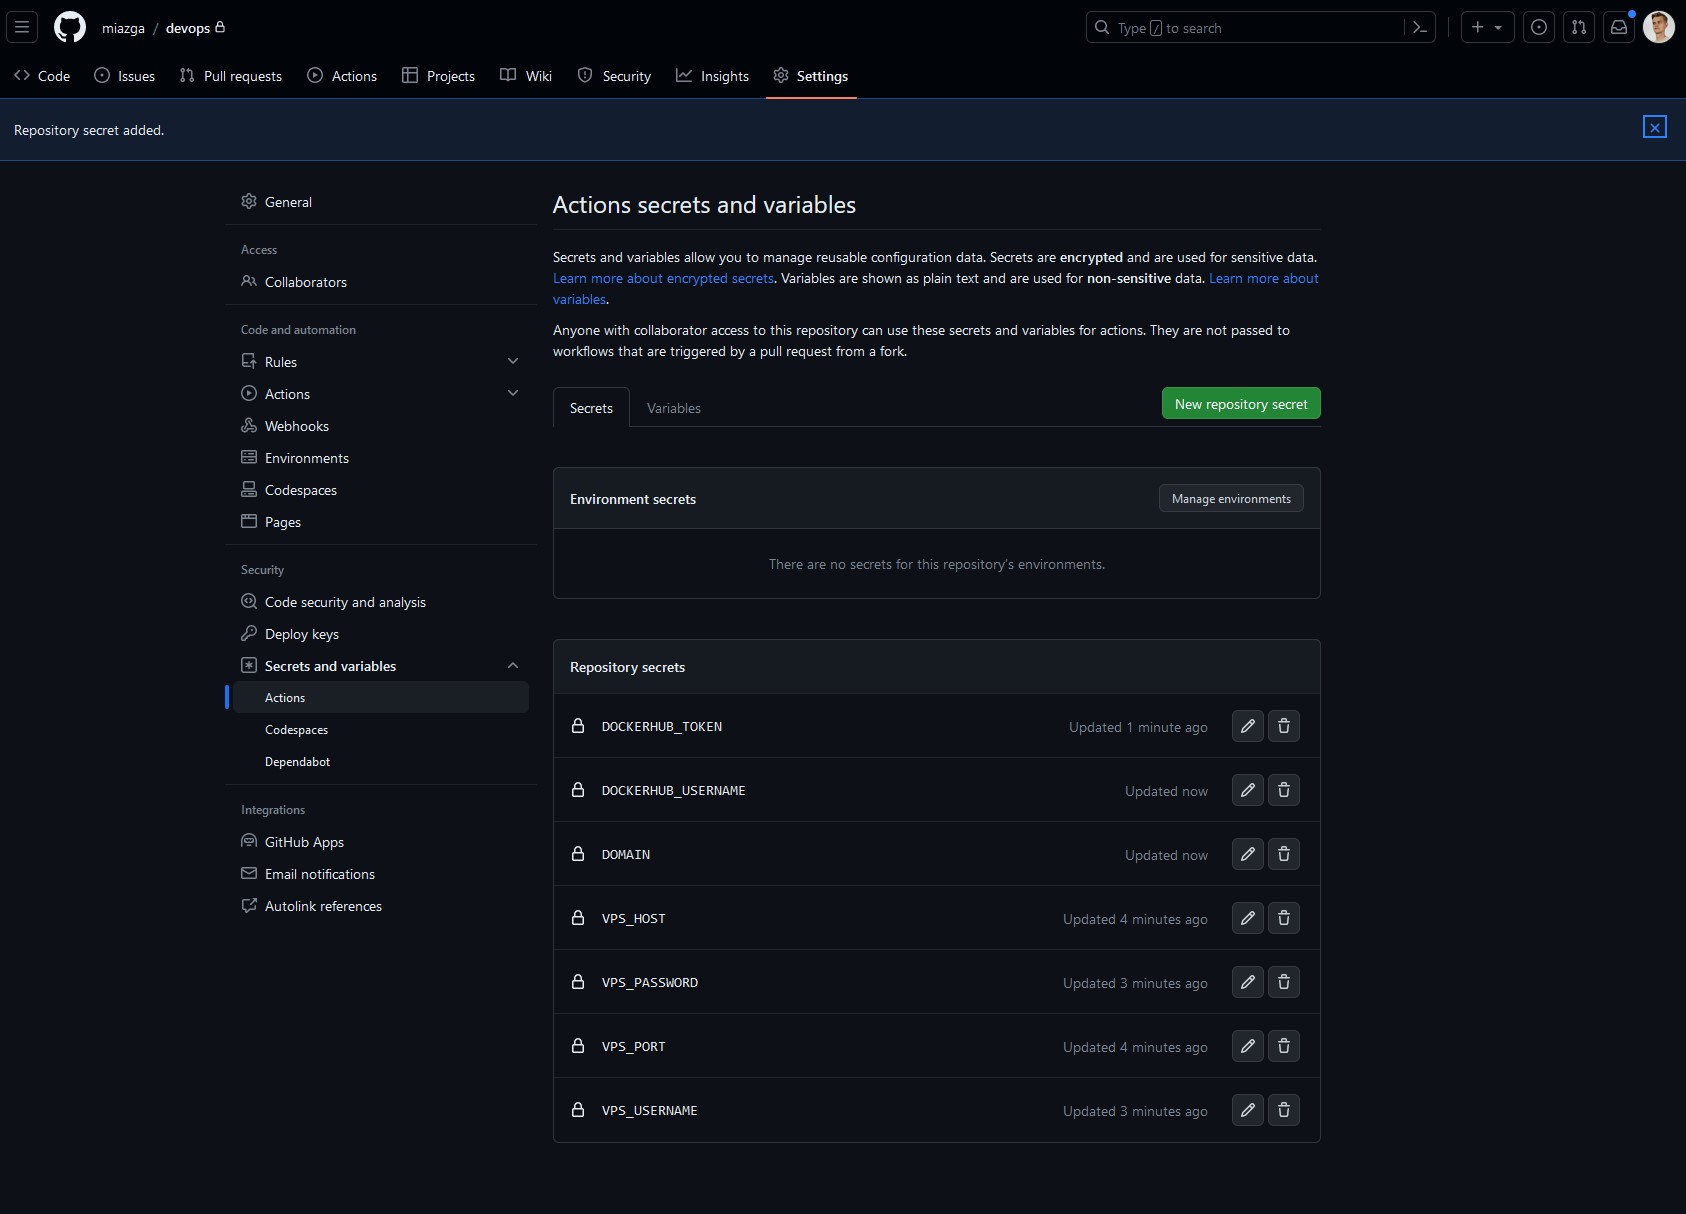 miazga / devops
Type / to search
Code
Issues
Pull requests
Actions
Projects
Wiki
Security
Insights
Settings
Repository secret added.
General
Access
Collaborators
Code and automation
Rules
Actions
Webhooks
Environments
Codespaces
Pages
Security
Code security and analysis
Deploy keys
Secrets and variables
Actions
Codespaces
Dependabot
Integrations
GitHub Apps
Email notifications
Autolink references
Actions secrets and variables
Secrets and variables allow you to manage reusable configuration data. Secrets are encrypted and are used for sensitive data.
Learn more about encrypted secrets. Variables are shown as plain text and are used for non-sensitive data. Learn more about
variables.
Anyone with collaborator access to this repository can use these secrets and variables for actions. They are not passed to
workflows that are triggered by a pull request from a fork.
Secrets
Variables
New repository secret
Environment secrets
Manage environments
There are no secrets for this repository's environments.
Repository secrets
DOCKERHUB_TOKEN
Updated 1 minute ago
DOCKERHUB_USERNAME
Updated now
DOMAIN
Updated now
VPS_HOST
Updated 4 minutes ago
VPS_PASSWORD
Updated 3 minutes ago
VPS_PORT
Updated 4 minutes ago
VPS_USERNAME
Updated 3 minutes ago